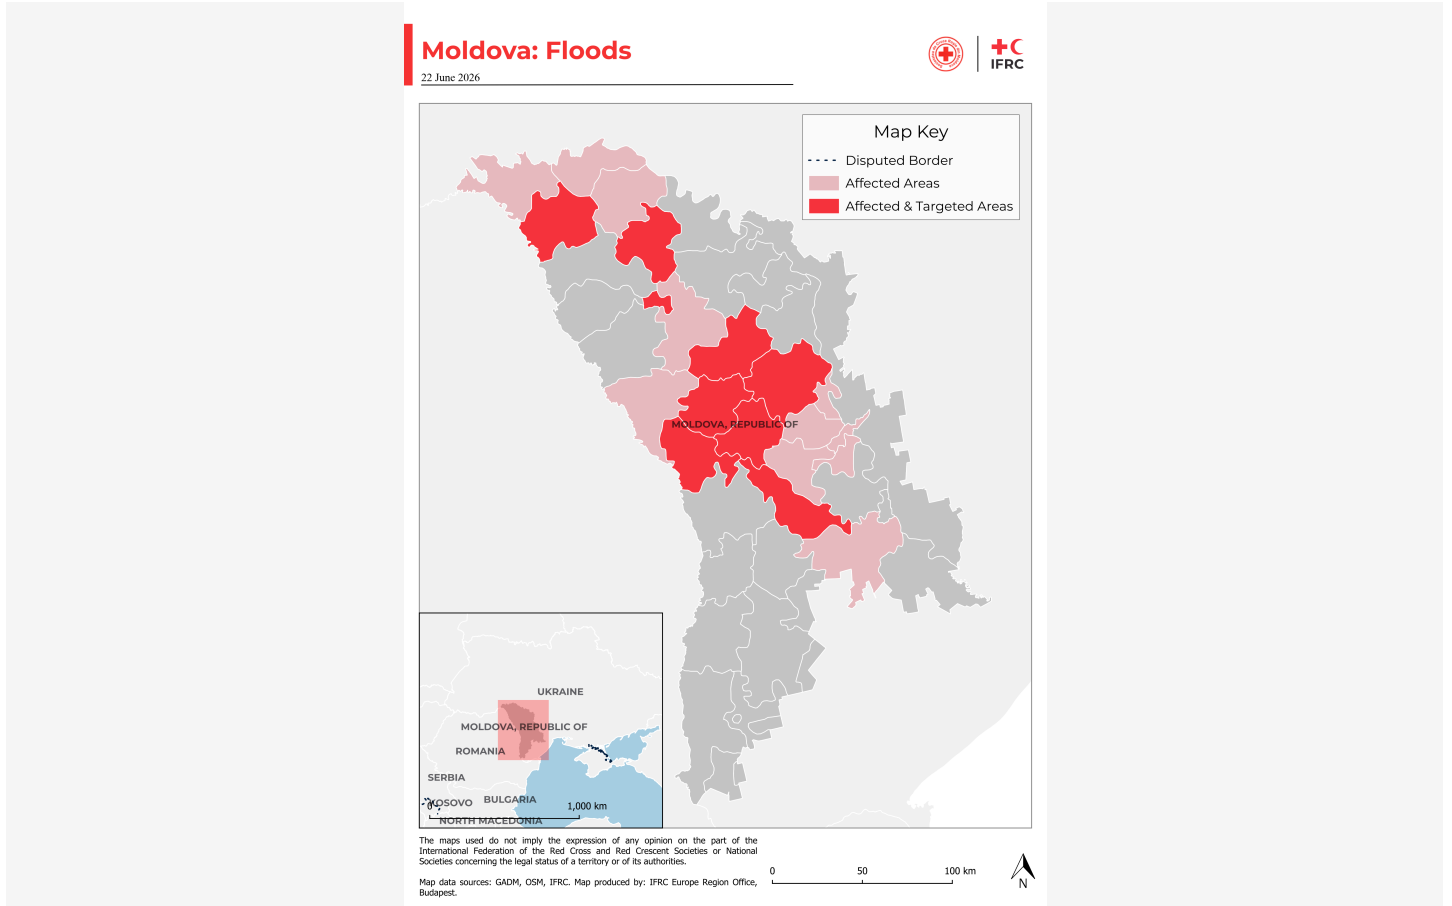 Moldova: Floods
22 June 2026
IFRC
Map Key
Disputed Border
Affected Areas
Affected & Targeted Areas
MOLDOVA, REPUBLIC OF
UKRAINE
MOLDOVA, REPUBLIC OF
ROMANIA
SERBIA
KOSOVO
BULGARIA
NORTH MACEDONIA
0
1,000 km
The maps used do not imply the expression of any opinion on the part of the
International Federation of the Red Cross and Red Crescent Societies or National
Societies concerning the legal status of a territory or of its authorities.
Map data sources: GADM, OSM, IFRC. Map produced by: IFRC Europe Region Office,
Budapest.
0
50
100 km
N